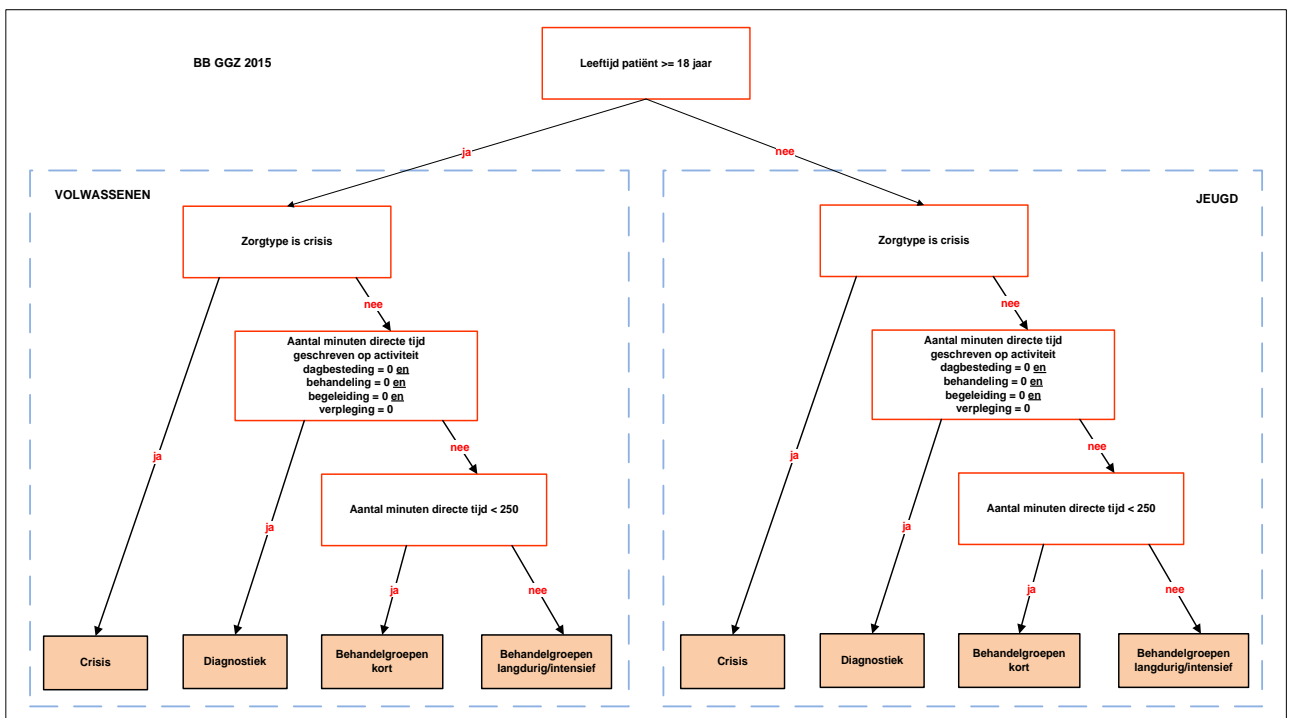 BB GGZ 2015
Leeftijd patiënt >= 18 jaar
ja
nee
VOLWASSENEN
Zorgtype is crisis
nee
Aantal minuten directe tijd
geschreven op activiteit
dagbesteding = 0 en
behandeling = 0 en
begeleiding = 0 en
verpleging = 0
ja
nee
Aantal minuten directe tijd < 250
ja
ja
nee
Crisis
Diagnostiek
Behandelgroepen
kort
Behandelgroepen
langdurig/intensief
JEUGD
Zorgtype is crisis
nee
Aantal minuten directe tijd
geschreven op activiteit
dagbesteding = 0 en
behandeling = 0 en
begeleiding = 0 en
verpleging = 0
ja
nee
Aantal minuten directe tijd < 250
ja
ja
nee
Crisis
Diagnostiek
Behandelgroepen
kort
Behandelgroepen
langdurig/intensief